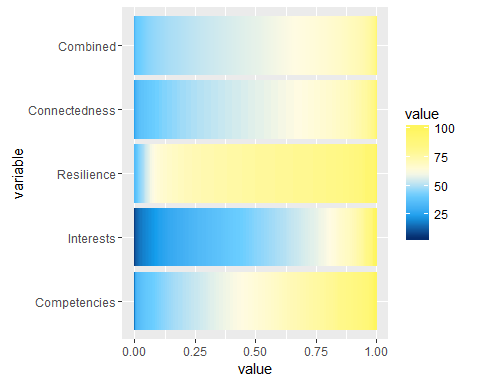 Combined
Connectedness
Resilience
Interests
Competencies
variable
0.00 0.25 0.50 0.75 1.00
value
value
100
75
50
25